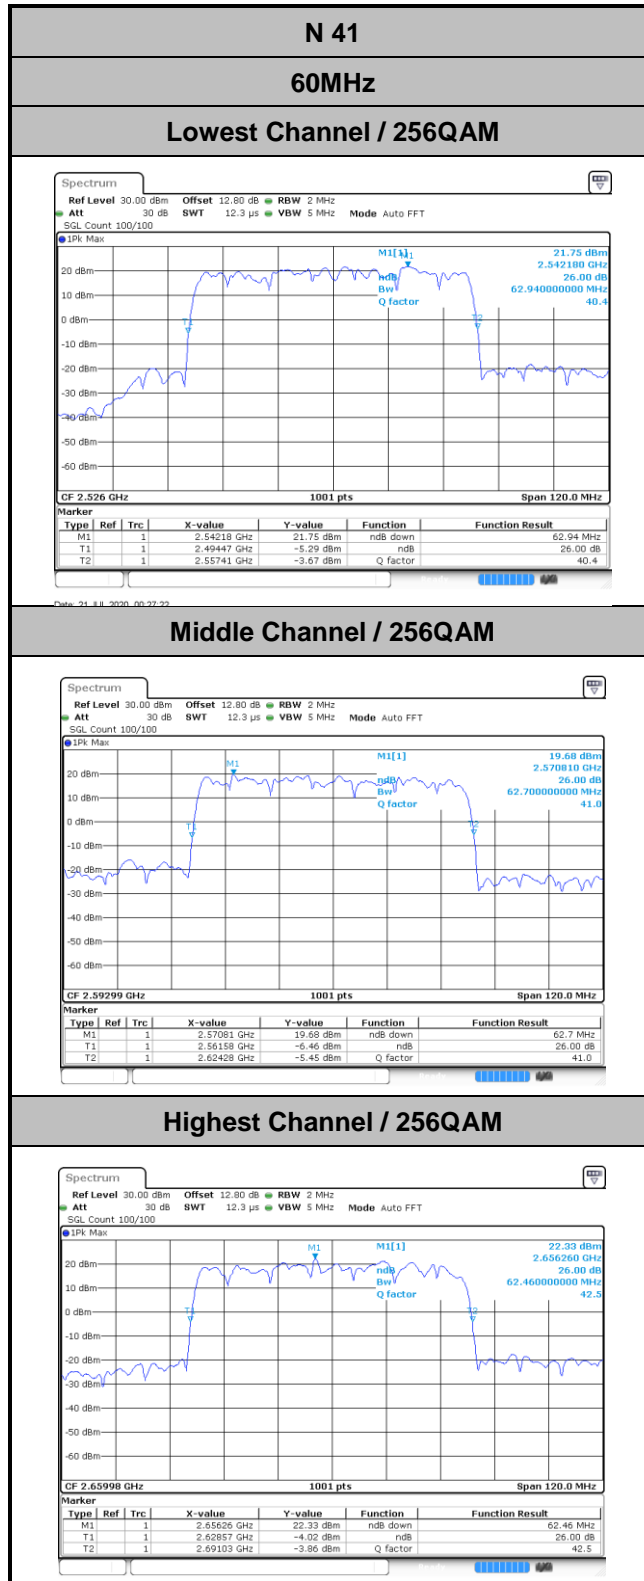 N 41
60MHz
Lowest Channel / 256QAM
Spectrum
Ref Level 30.00 dBm Offset 12.80 dB RBW 2 MHz
Att 30 dB SWT 12.3 µs VBW 5 MHz Mode Auto FFT
SGL Count 100/100
1Pk Max
M1[1] 21.75 dBm
2.542180 GHz
ndB 26.00 dB
Bw 62.940000000 MHz
Q factor 40.4
M1
T1
T2
20 dBm
10 dBm
0 dBm
-10 dBm
-20 dBm
-30 dBm
-40 dBm
-50 dBm
-60 dBm
CF 2.526 GHz 1001 pts Span 120.0 MHz
Marker
Type Ref Trc X-value Y-value Function Function Result
M1 1 2.54218 GHz 21.75 dBm ndB down 62.94 MHz
T1 1 2.49447 GHz -5.29 dBm ndB 26.00 dB
T2 1 2.55741 GHz -3.67 dBm Q factor 40.4
Date: 21.JUL.2020 00:27:22
Middle Channel / 256QAM
Spectrum
Ref Level 30.00 dBm Offset 12.80 dB RBW 2 MHz
Att 30 dB SWT 12.3 µs VBW 5 MHz Mode Auto FFT
SGL Count 100/100
1Pk Max
M1[1] 19.68 dBm
2.570810 GHz
ndB 26.00 dB
Bw 62.700000000 MHz
Q factor 41.0
M1
T1
T2
20 dBm
10 dBm
0 dBm
-10 dBm
-20 dBm
-30 dBm
-40 dBm
-50 dBm
-60 dBm
CF 2.59299 GHz 1001 pts Span 120.0 MHz
Marker
Type Ref Trc X-value Y-value Function Function Result
M1 1 2.57081 GHz 19.68 dBm ndB down 62.7 MHz
T1 1 2.56158 GHz -6.46 dBm ndB 26.00 dB
T2 1 2.62428 GHz -5.45 dBm Q factor 41.0
Highest Channel / 256QAM
Spectrum
Ref Level 30.00 dBm Offset 12.80 dB RBW 2 MHz
Att 30 dB SWT 12.3 µs VBW 5 MHz Mode Auto FFT
SGL Count 100/100
1Pk Max
M1[1] 22.33 dBm
2.656260 GHz
ndB 26.00 dB
Bw 62.460000000 MHz
Q factor 42.5
M1
T1
T2
20 dBm
10 dBm
0 dBm
-10 dBm
-20 dBm
-30 dBm
-40 dBm
-50 dBm
-60 dBm
CF 2.65998 GHz 1001 pts Span 120.0 MHz
Marker
Type Ref Trc X-value Y-value Function Function Result
M1 1 2.65626 GHz 22.33 dBm ndB down 62.46 MHz
T1 1 2.62857 GHz -4.02 dBm ndB 26.00 dB
T2 1 2.69103 GHz -3.86 dBm Q factor 42.5